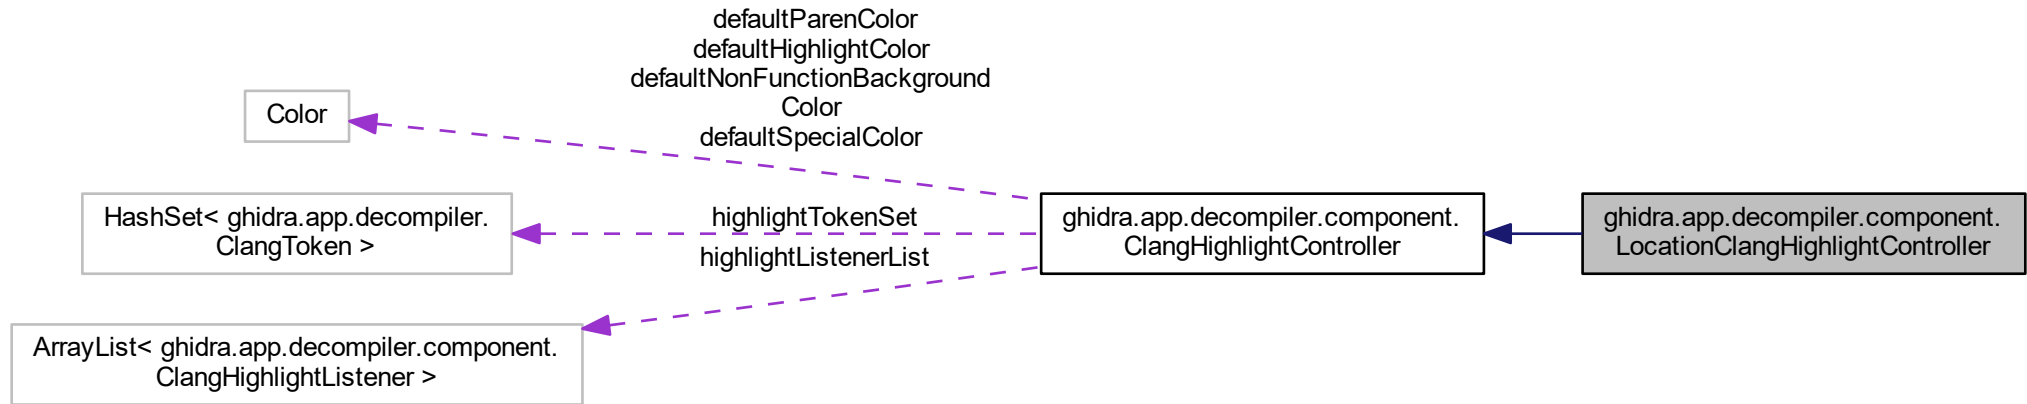 defaultParenColor
defaultHighlightColor
defaultNonFunctionBackground
Color
defaultSpecialColor
Color
HashSet< ghidra.app.decompiler.
ClangToken >
highlightTokenSet
highlightListenerList
ghidra.app.decompiler.component.
ClangHighlightController
ghidra.app.decompiler.component.
LocationClangHighlightController
ArrayList< ghidra.app.decompiler.component.
ClangHighlightListener >